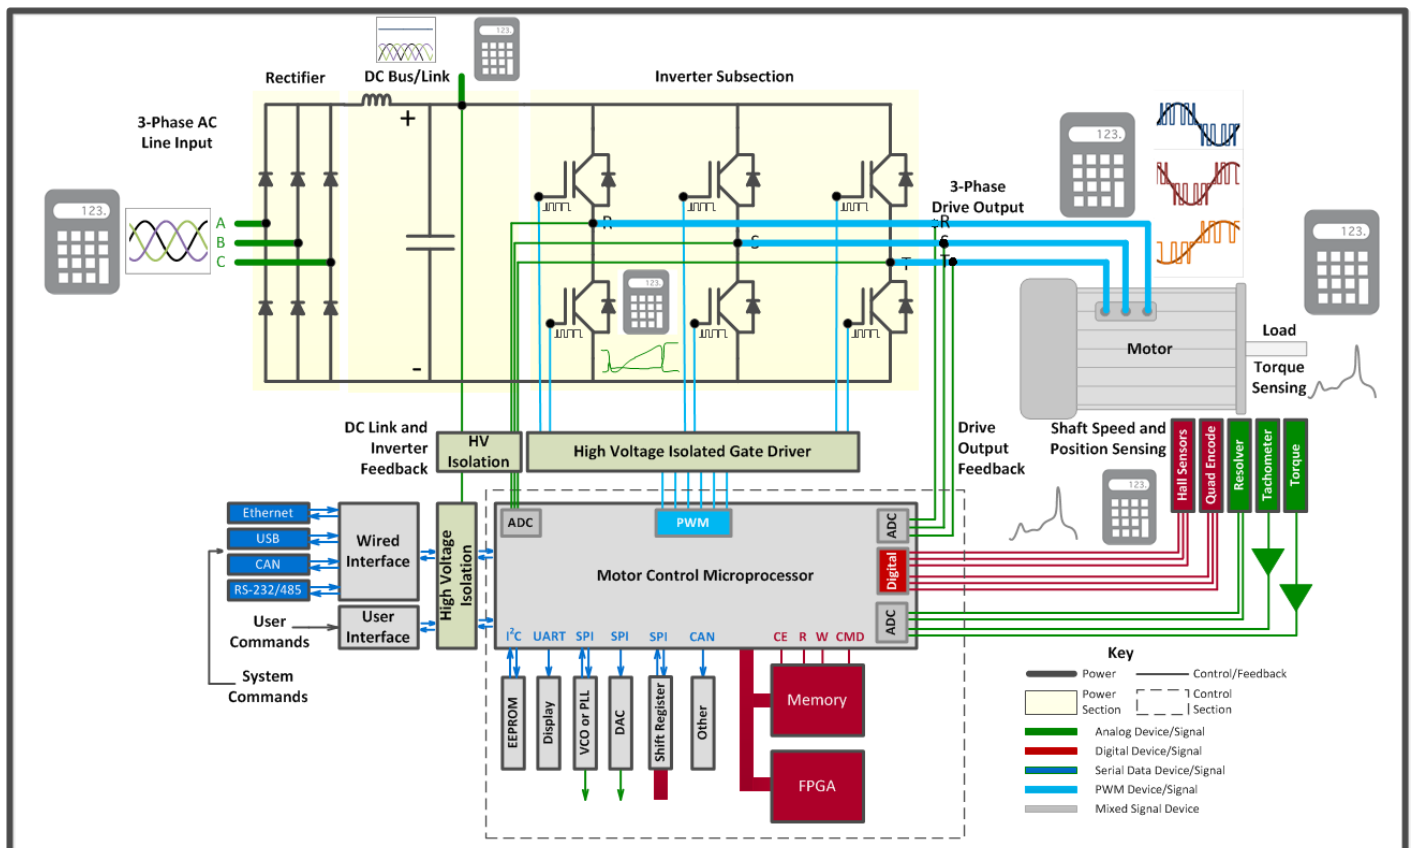 Rectifier
DC Bus/Link
Inverter Subsection
123.
3-Phase AC
Line Input
123.
A
B
C
+
-
R
S
T
123.
3-Phase
Drive Output
R
S
T
123.
123.
Motor
Load
Torque
Sensing
DC Link and
Inverter
Feedback
HV
Isolation
High Voltage Isolated Gate Driver
Drive
Output
Feedback
Shaft Speed and
Position Sensing
123.
Hall Sensors
Quad Encode
Resolver
Tachometer
Torque
Ethernet
USB
CAN
RS-232/485
Wired
Interface
User
Interface
High Voltage
Isolation
User
Commands
System
Commands
ADC
PWM
ADC
Digital
ADC
Motor Control Microprocessor
I²C
UART
SPI
SPI
SPI
CAN
CE
R
W
CMD
EEPROM
Display
VCO or PLL
DAC
Shift Register
Other
Memory
FPGA
Key
Power
Control/Feedback
Power
Section
Control
Section
Analog Device/Signal
Digital Device/Signal
Serial Data Device/Signal
PWM Device/Signal
Mixed Signal Device